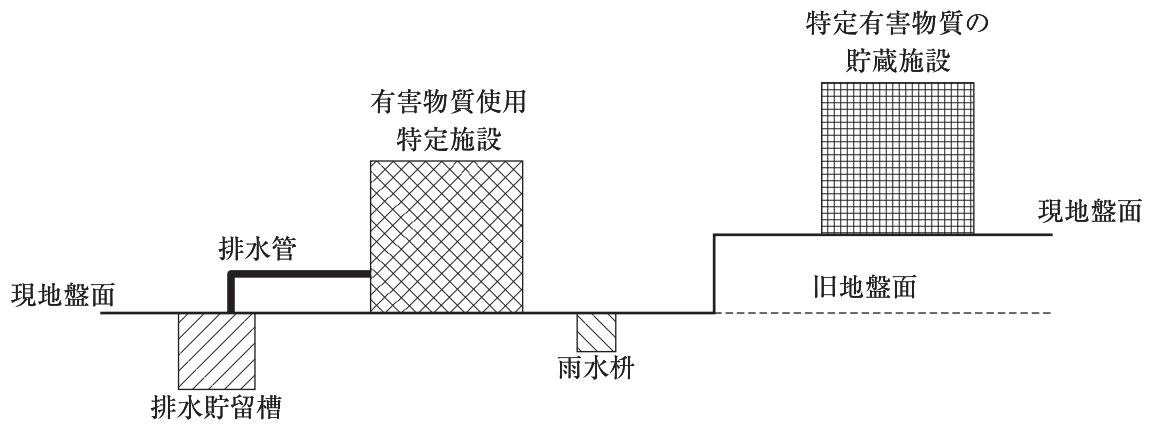 特定有害物質の
貯蔵施設
有害物質使用
特定施設
現地盤面
排水管
現地盤面
旧地盤面
雨水枡
排水貯留槽